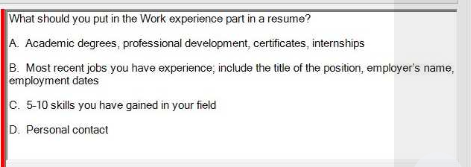 What should you put in the Work experience part in a resume?
A. Academic degrees, professional development, certificates, internships
B. Most recent jobs you have experience; include the title of the position, employer's name,
employment dates
C. 5-10 skills you have gained in your field
D. Personal contact